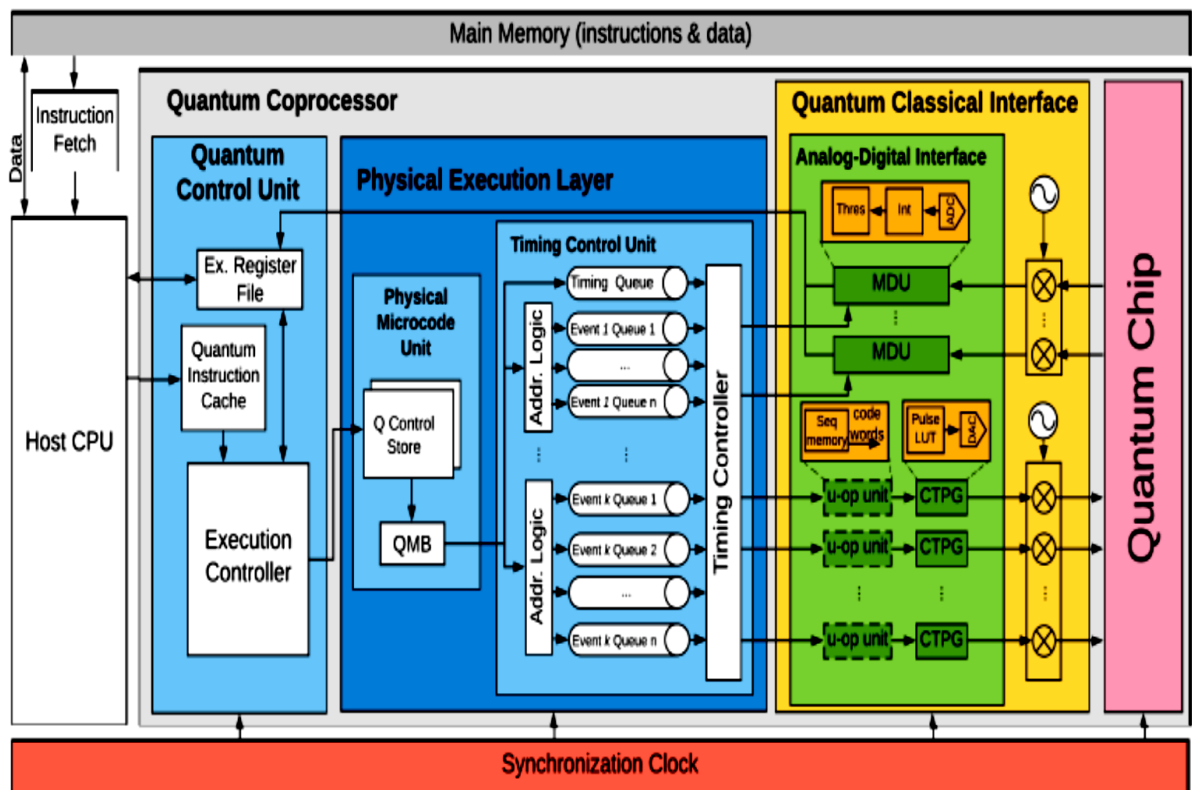 Main Memory (instructions & data)
Data
Instruction
Fetch
Host CPU
Quantum Coprocessor
Quantum
Control Unit
Ex. Register
File
Quantum
Instruction
Cache
Execution
Controller
Physical Execution Layer
Physical
Microcode
Unit
Q Control
Store
QMB
Timing Control Unit
Timing Queue
Addr. Logic
Event 1 Queue 1
...
Event 1 Queue n
...
...
Addr. Logic
Event k Queue 1
Event k Queue 2
...
Event k Queue n
Timing Controller
Quantum Classical Interface
Analog-Digital Interface
Thres
Int
ADC
MDU
...
MDU
Seq
memory
code
words
Pulse
LUT
DAC
u-op unit
CTPG
u-op unit
CTPG
...
...
u-op unit
CTPG
...
...
Quantum Chip
Synchronization Clock